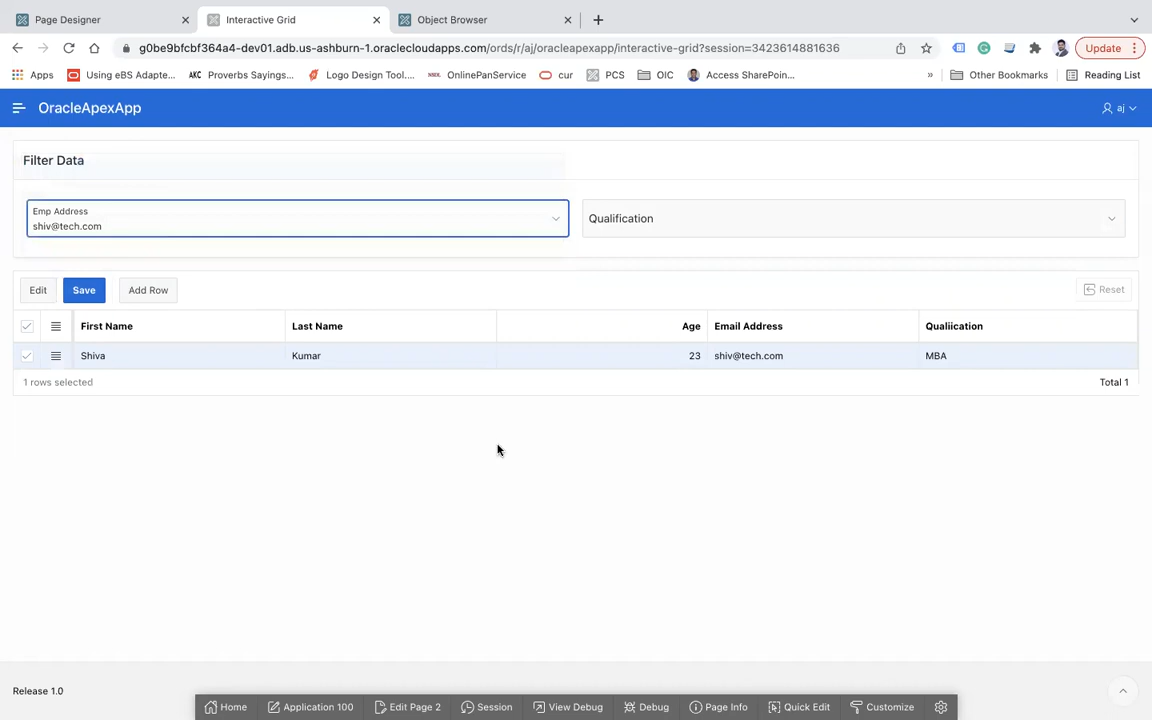 Page Designer
Interactive Grid
Object Browser
g0be9bfcbf364a4-dev01.adb.us-ashburn-1.oraclecloudapps.com/ords/r/aj/oracleapexapp/interactive-grid?session=3423614881636
Update
Apps
Using eBS Adapte...
AKC Proverbs Sayings...
Logo Design Tool....
OnlinePanService
cur
PCS
OIC
Access SharePoin...
»
Other Bookmarks
Reading List
OracleApexApp
aj
Filter Data
Emp Address
shiv@tech.com
Qualification
Edit
Save
Add Row
Reset
First Name Last Name Age Email Address Qualiication
Shiva Kumar 23 shiv@tech.com MBA
1 rows selected
Total 1
Release 1.0
Home
Application 100
Edit Page 2
Session
View Debug
Debug
Page Info
Quick Edit
Customize